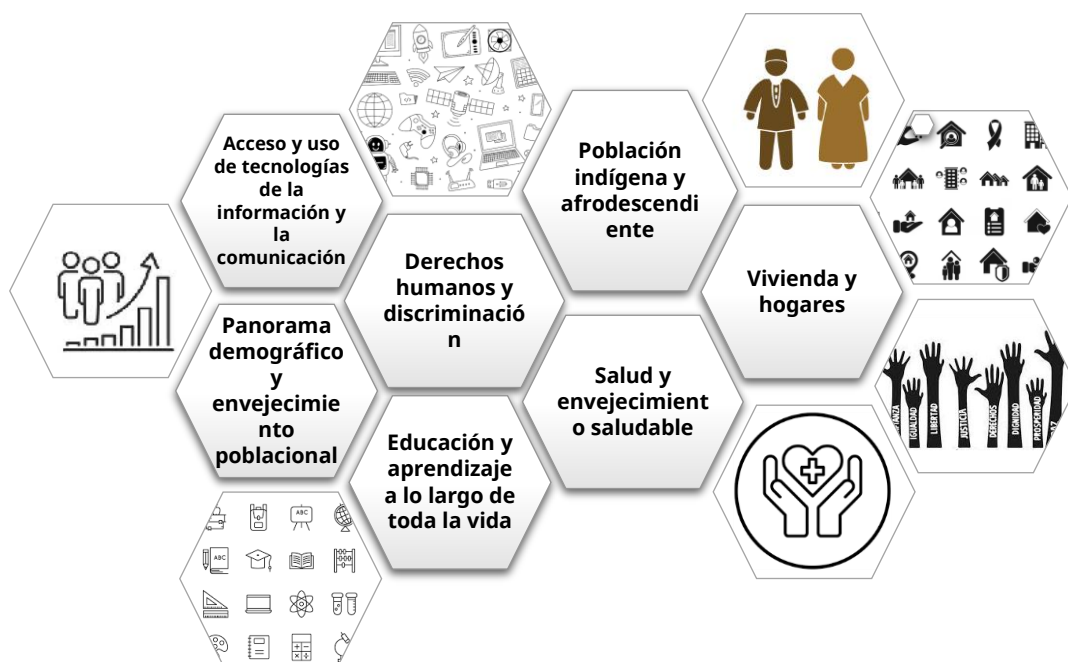 Acceso y uso
de tecnologías
de la
información y
la
comunicación
Población
indígena y
afrodescendi
ente
Derechos
humanos y
discriminació
n
Vivienda y
hogares
Panorama
demográfico
y
envejecimie
nto
poblacional
Salud y
envejecimient
o saludable
Educación y
aprendizaje
a lo largo de
toda la vida
IGUALDAD
LIBERTAD
JUSTICIA
DERECHOS
DIGNIDAD
PROSPERIDAD
ABC
ABC